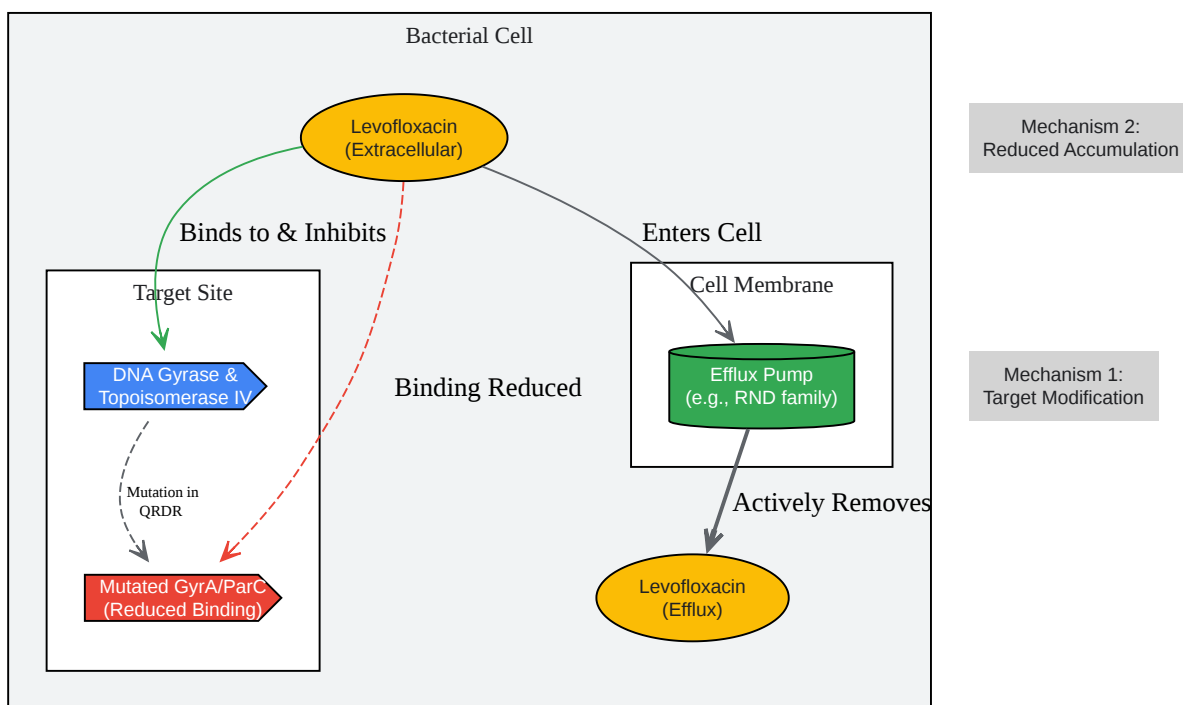 Bacterial Cell
Levofloxacin
(Extracellular)
Mechanism 2:
Reduced Accumulation
Binds to & Inhibits
Enters Cell
Target Site
Cell Membrane
DNA Gyrase &
Topoisomerase IV
Efflux Pump
(e.g., RND family)
Binding Reduced
Mechanism 1:
Target Modification
Mutation in
QRDR
Actively Removes
Mutated GyrA/ParC
(Reduced Binding)
Levofloxacin
(Efflux)